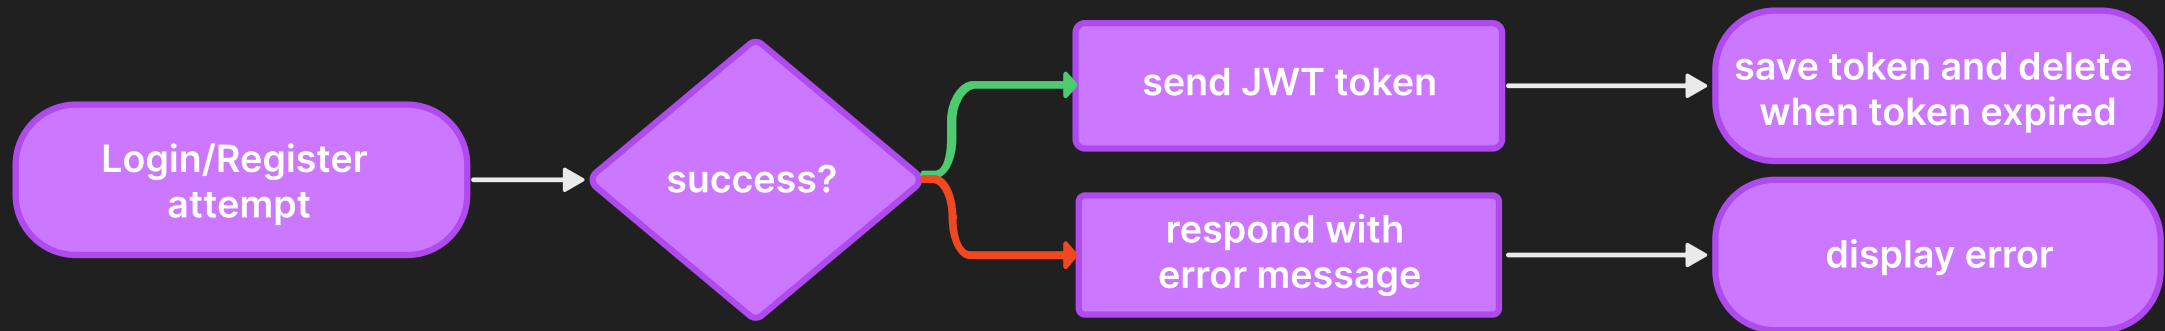 Login/Register
attempt
success?
send JWT token
save token and delete
when token expired
respond with
error message
display error